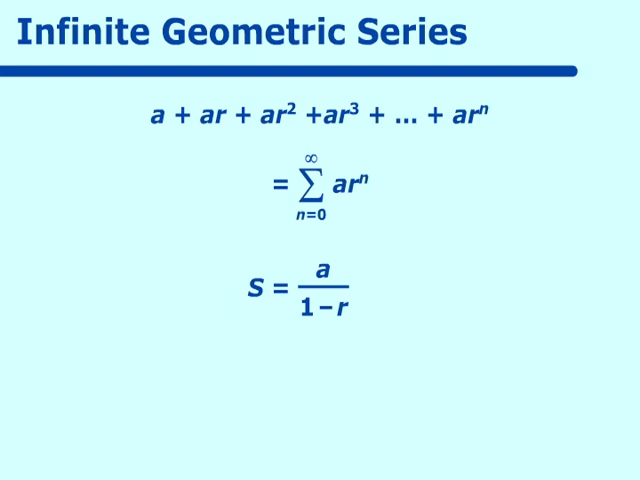 Infinite Geometric Series
a + ar + ar² +ar³ + ... + arⁿ
∞
= ∑ arⁿ
n=0
a
S =
1 – r